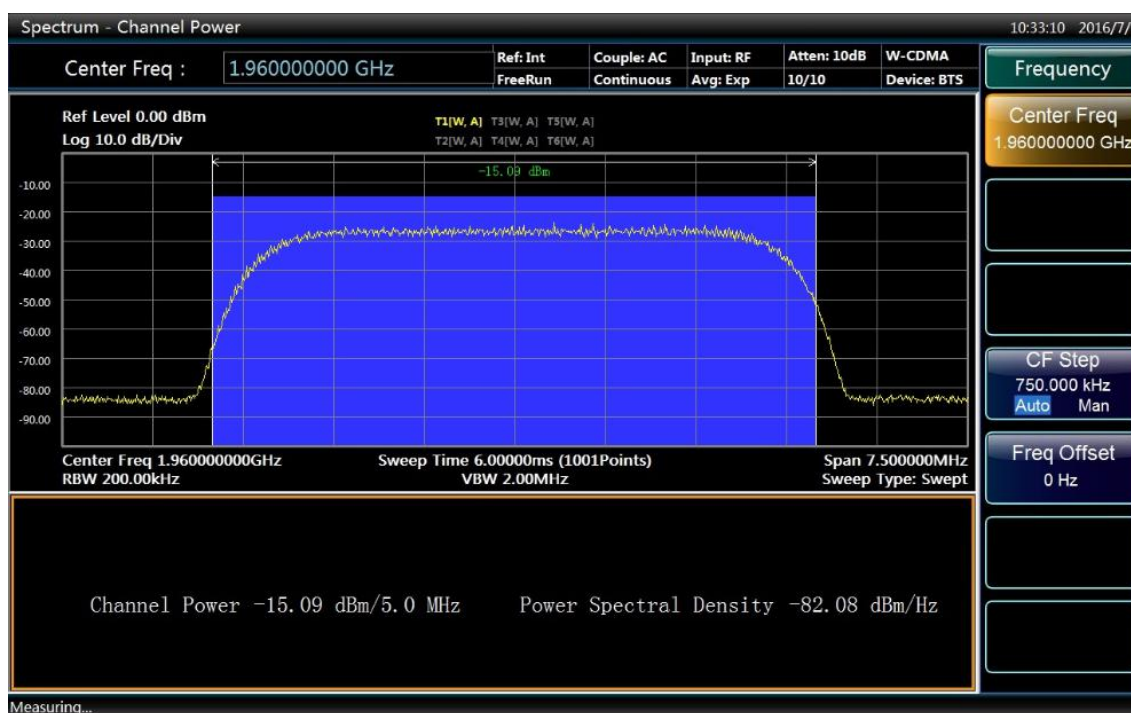 Spectrum - Channel Power
10:33:10 2016/7/
Center Freq : 1.960000000 GHz
Ref: Int Couple: AC Input: RF Atten: 10dB W-CDMA
FreeRun Continuous Avg: Exp 10/10 Device: BTS
Ref Level 0.00 dBm
Log 10.0 dB/Div
T1[W, A] T3[W, A] T5[W, A]
T2[W, A] T4[W, A] T6[W, A]
-15.09 dBm
-10.00
-20.00
-30.00
-40.00
-50.00
-60.00
-70.00
-80.00
-90.00
Center Freq 1.960000000GHz Sweep Time 6.00000ms (1001Points) Span 7.500000MHz
RBW 200.00kHz VBW 2.00MHz Sweep Type: Swept
Channel Power -15.09 dBm/5.0 MHz Power Spectral Density -82.08 dBm/Hz
Measuring...
Frequency
Center Freq
1.960000000 GHz
CF Step
750.000 kHz
Auto Man
Freq Offset
0 Hz